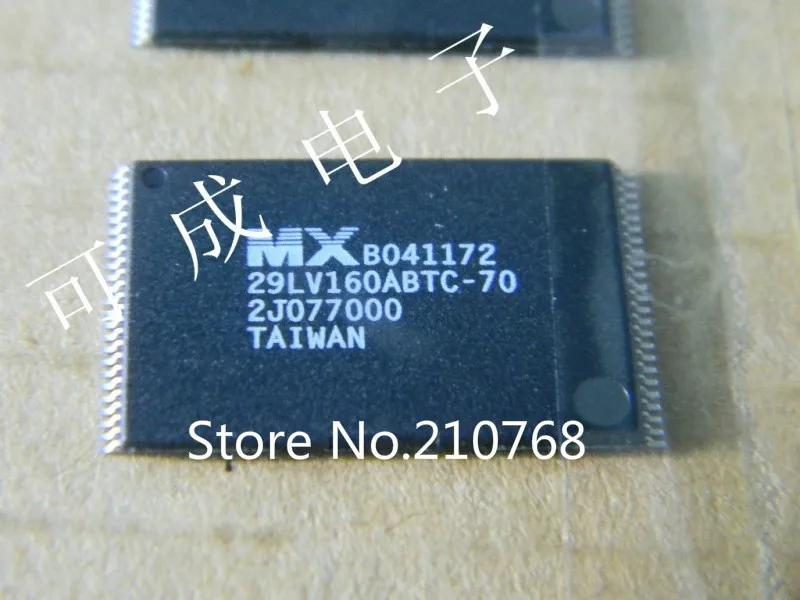 可成电子
MX B041172
29LV160ABTC-70
2J077000
TAIWAN
Store No.210768